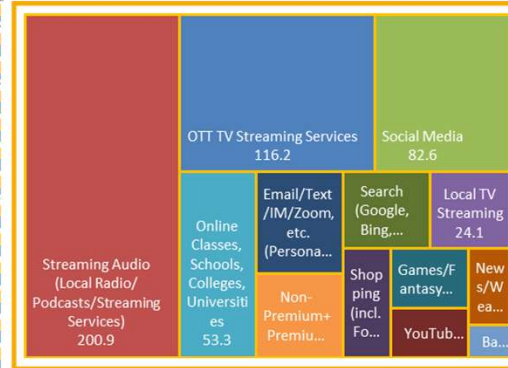 OTT TV Streaming Services
116.2
Social Media
82.6
Streaming Audio
(Local Radio/
Podcasts/Streaming
Services)
200.9
Online
Classes,
Schools,
Colleges,
Universiti
es
53.3
Email/Text
/IM/Zoom,
etc.
(Persona...
Non-
Premium+
Premiu...
Search
(Google,
Bing,...
Local TV
Streaming
24.1
Shop
ping
(incl.
Fo...
Games/F
antasy...
YouTub...
New
s/W
ea...
Ba...